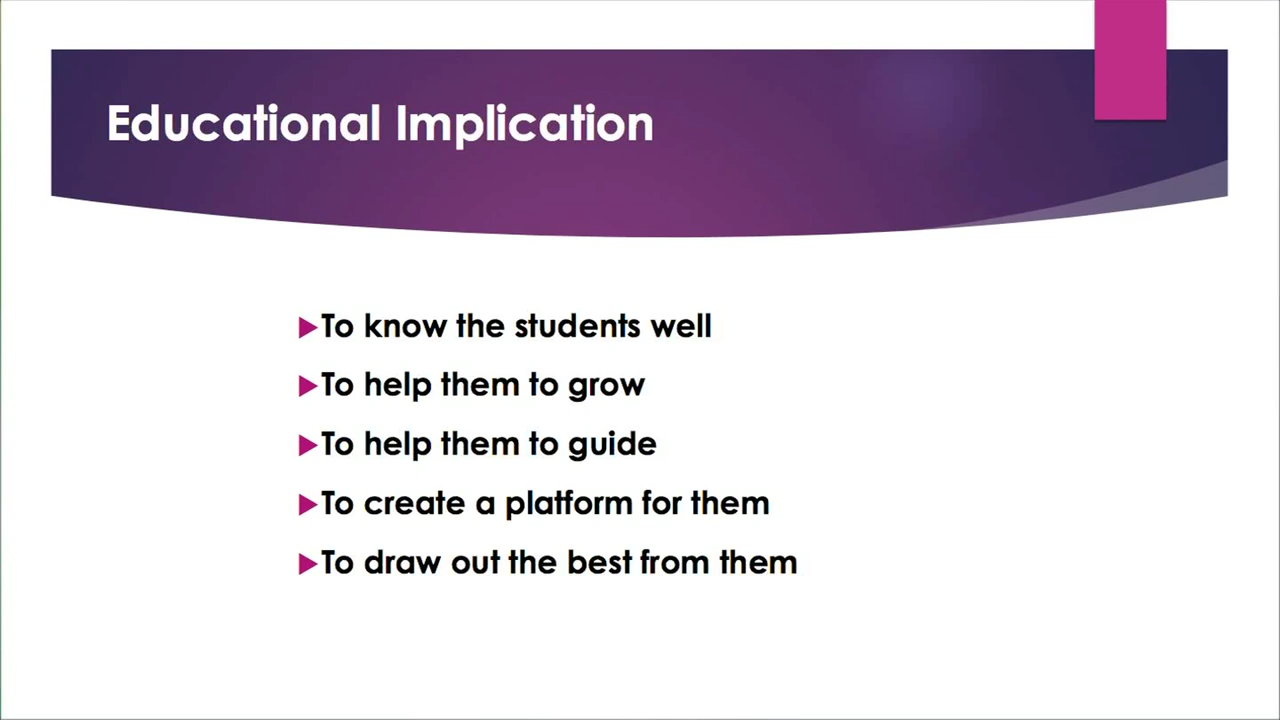 Educational Implication
To know the students well
To help them to grow
To help them to guide
To create a platform for them
To draw out the best from them